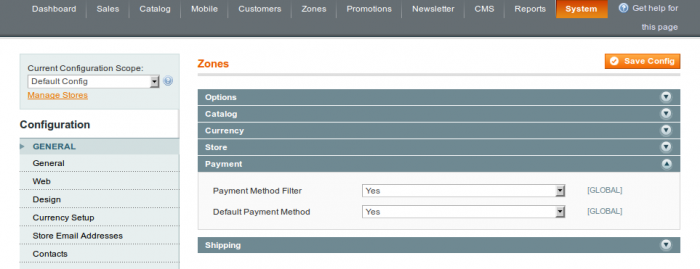 Dashboard Sales Catalog Mobile Customers Zones Promotions Newsletter CMS Reports System Get help for this page
Current Configuration Scope:
Default Config
Manage Stores
Configuration
GENERAL
General
Web
Design
Currency Setup
Store Email Addresses
Contacts
Zones
Save Config
Options
Catalog
Currency
Store
Payment
Payment Method Filter Yes [GLOBAL]
Default Payment Method Yes [GLOBAL]
Shipping